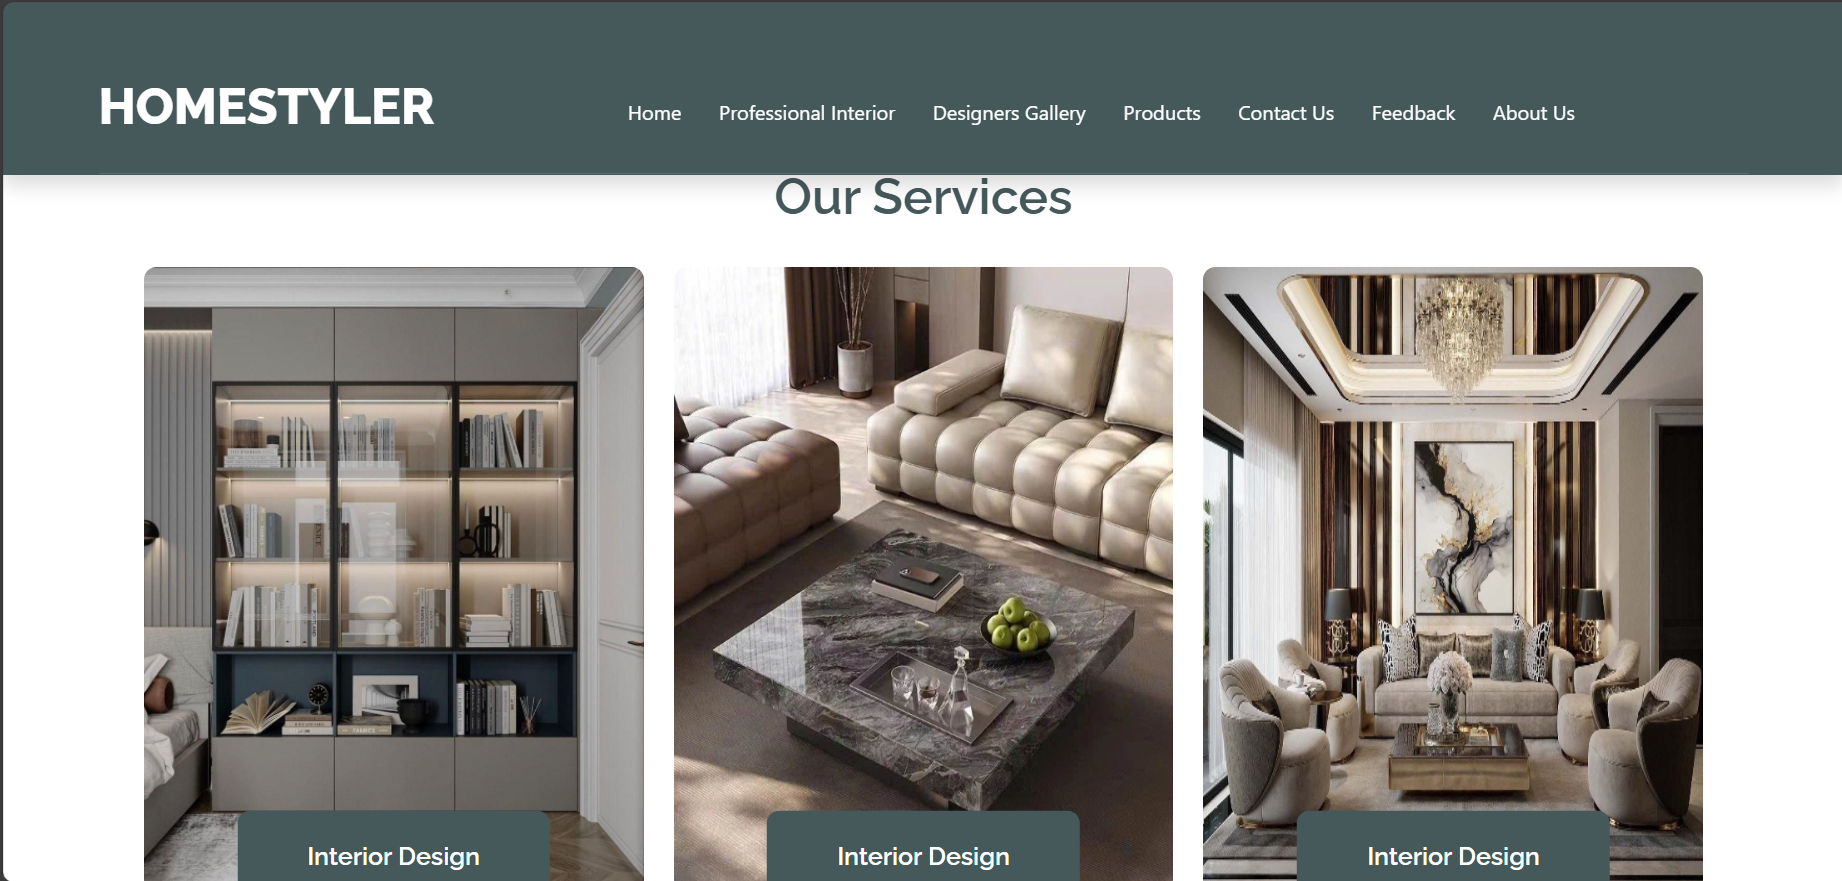 HOMESTYLER
Home Professional Interior Designers Gallery Products Contact Us Feedback About Us
Our Services
Interior Design Interior Design Interior Design